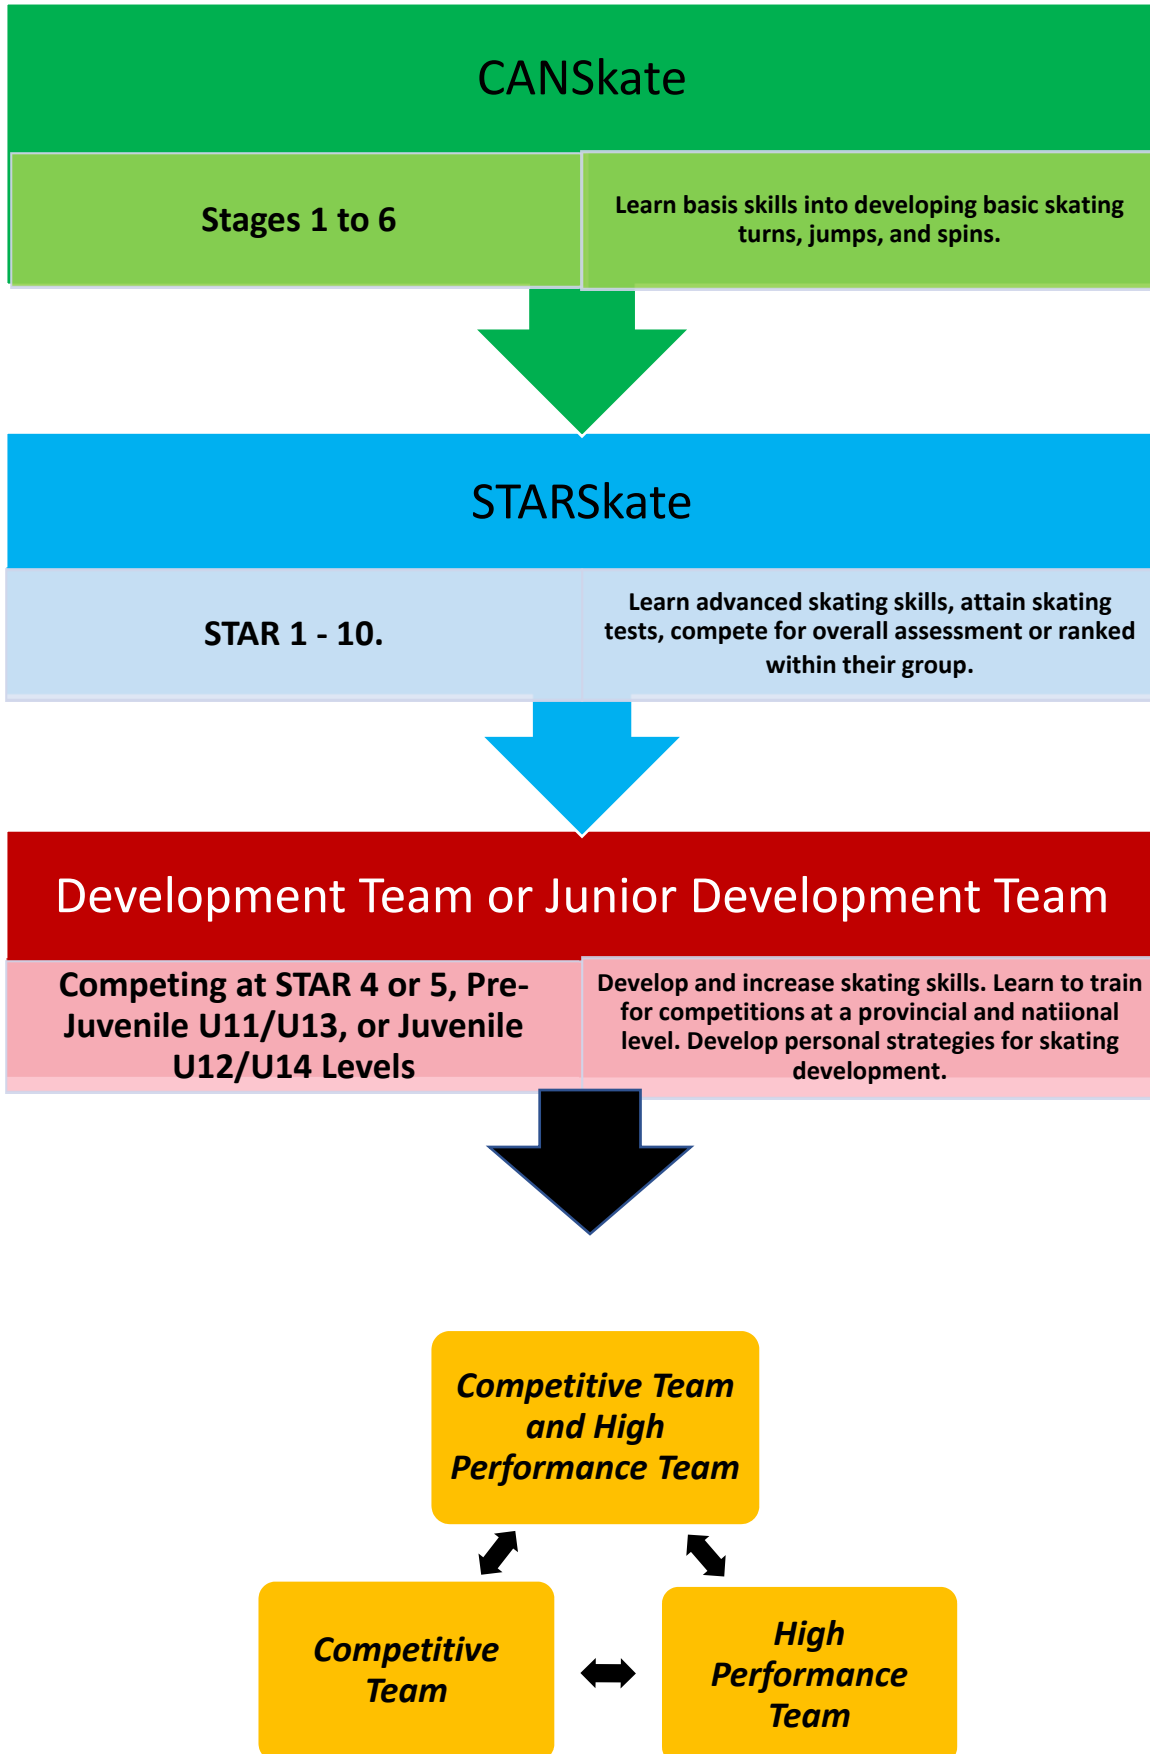 CANSkate
Stages 1 to 6
Learn basis skills into developing basic skating
turns, jumps, and spins.
STARSkate
STAR 1 - 10.
Learn advanced skating skills, attain skating
tests, compete for overall assessment or ranked
within their group.
Development Team or Junior Development Team
Competing at STAR 4 or 5, Pre-
Juvenile U11/U13, or Juvenile
U12/U14 Levels
Develop and increase skating skills. Learn to train
for competitions at a provincial and natiional
level. Develop personal strategies for skating
development.
Competitive Team
and High
Performance Team
Competitive
Team
High
Performance
Team